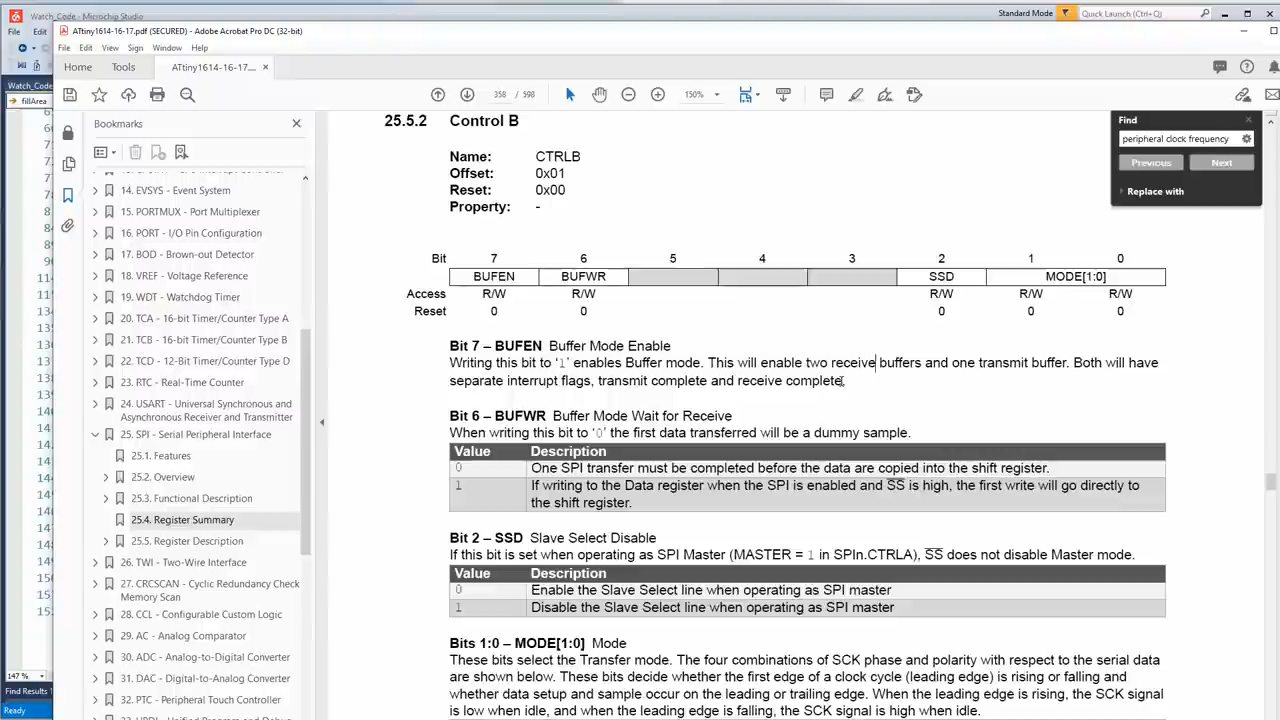 Watch_Code - Microchip Studio
Standard Mode
Quick Launch (Ctrl+Q)
File Edit
ATtiny1614-16-17.pdf (SECURED) - Adobe Acrobat Pro DC (32-bit)
File Edit View Sign Window Help
Home Tools ATtiny1614-16-17.... ×
358 / 598
150%
Watch_Code
fillArea
Bookmarks
14. EVSYS - Event System
15. PORTMUX - Port Multiplexer
16. PORT - I/O Pin Configuration
17. BOD - Brown-out Detector
18. VREF - Voltage Reference
19. WDT - Watchdog Timer
20. TCA - 16-bit Timer/Counter Type A
21. TCB - 16-bit Timer/Counter Type B
22. TCD - 12-Bit Timer/Counter Type D
23. RTC - Real-Time Counter
24. USART - Universal Synchronous and
Asynchronous Receiver and Transmitter
25. SPI - Serial Peripheral Interface
25.1. Features
25.2. Overview
25.3. Functional Description
25.4. Register Summary
25.5. Register Description
26. TWI - Two-Wire Interface
27. CRCSCAN - Cyclic Redundancy Check
Memory Scan
28. CCL - Configurable Custom Logic
29. AC - Analog Comparator
30. ADC - Analog-to-Digital Converter
31. DAC - Digital-to-Analog Converter
32. PTC - Peripheral Touch Controller
147 %
Find Results 1
Ready
Find
peripheral clock frequency
Previous Next
Replace with
25.5.2 Control B
Name: CTRLB
Offset: 0x01
Reset: 0x00
Property: -
Bit 7 6 5 4 3 2 1 0
BUFEN BUFWR SSD MODE[1:0]
Access R/W R/W R/W R/W R/W
Reset 0 0 0 0 0
Bit 7 – BUFEN Buffer Mode Enable
Writing this bit to ‘1’ enables Buffer mode. This will enable two receive buffers and one transmit buffer. Both will have
separate interrupt flags, transmit complete and receive complete.
Bit 6 – BUFWR Buffer Mode Wait for Receive
When writing this bit to ‘0’ the first data transferred will be a dummy sample.
Value Description
0 One SPI transfer must be completed before the data are copied into the shift register.
1 If writing to the Data register when the SPI is enabled and SS is high, the first write will go directly to
the shift register.
Bit 2 – SSD Slave Select Disable
If this bit is set when operating as SPI Master (MASTER = 1 in SPIn.CTRLA), SS does not disable Master mode.
Value Description
0 Enable the Slave Select line when operating as SPI master
1 Disable the Slave Select line when operating as SPI master
Bits 1:0 – MODE[1:0] Mode
These bits select the Transfer mode. The four combinations of SCK phase and polarity with respect to the serial data
are shown below. These bits decide whether the first edge of a clock cycle (leading edge) is rising or falling and
whether data setup and sample occur on the leading or trailing edge. When the leading edge is rising, the SCK signal
is low when idle, and when the leading edge is falling, the SCK signal is high when idle.